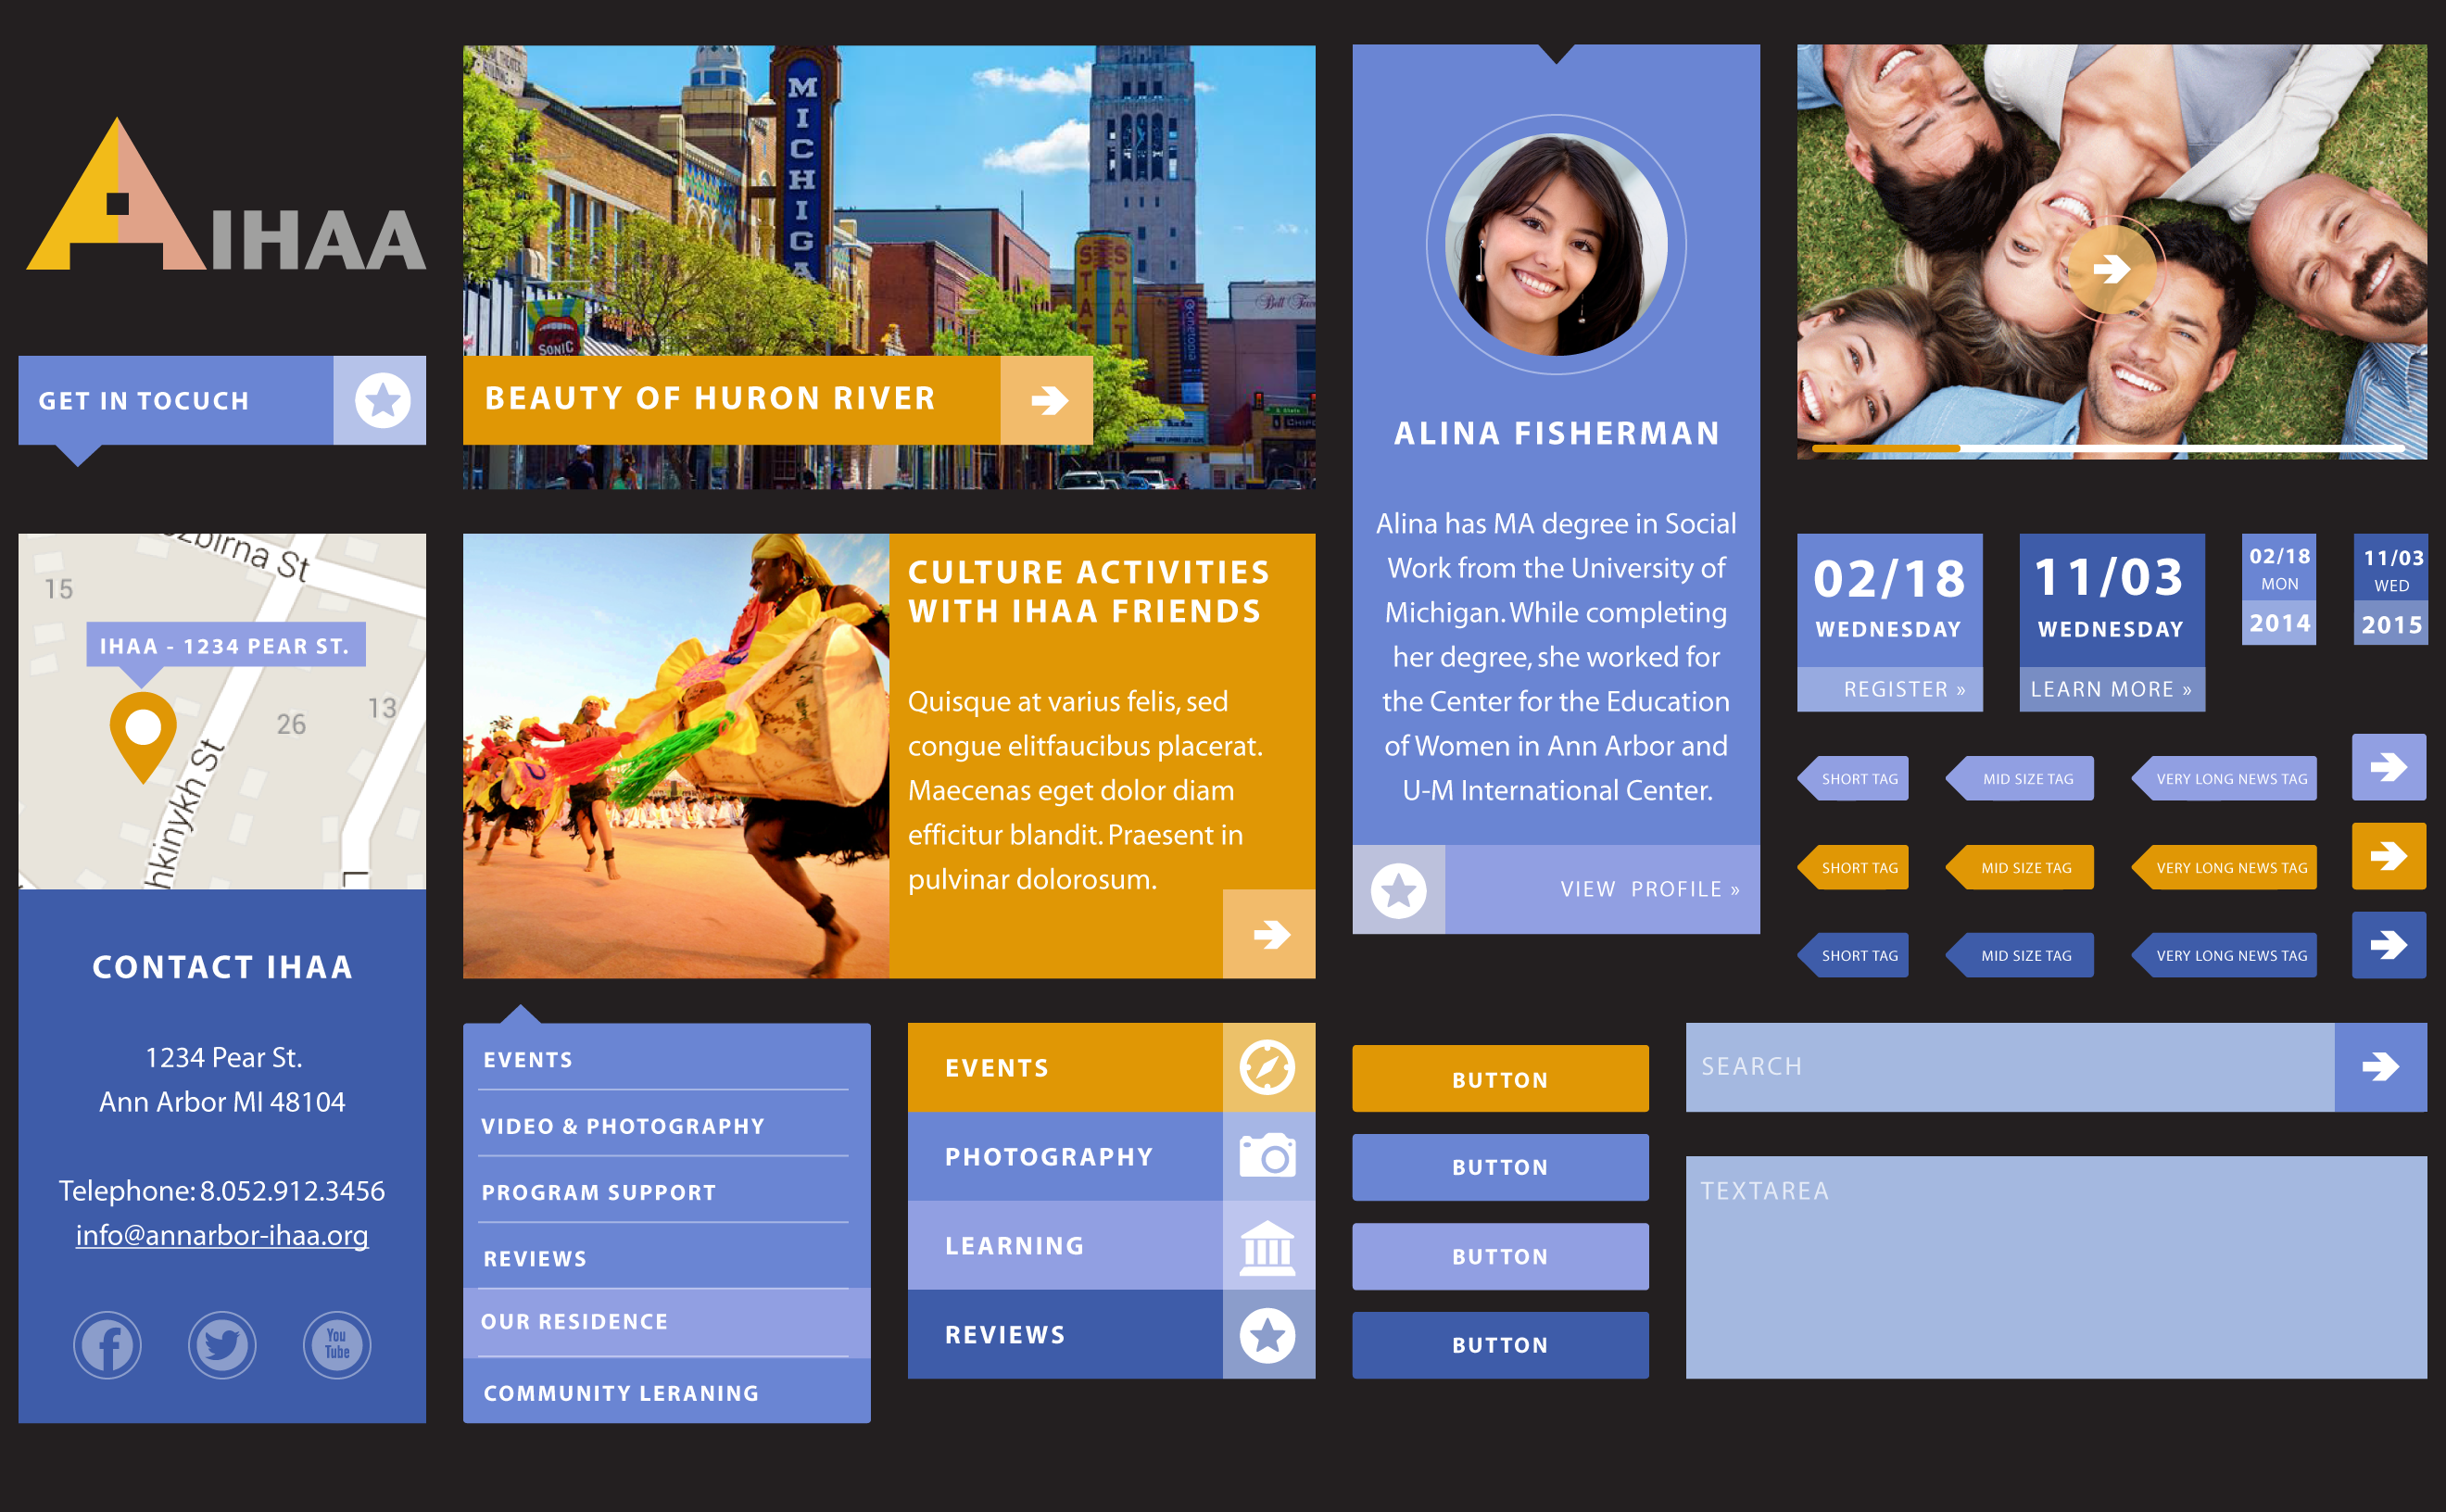 IHAA
GET IN TOCUCH
MICHIGA
STATE
SONIC
BEAUTY OF HURON RIVER
ALINA FISHERMAN
Alina has MA degree in Social
Work from the University of
Michigan. While completing
her degree, she worked for
the Center for the Education
of Women in Ann Arbor and
U-M International Center.
VIEW PROFILE »
15
IHAA - 1234 PEAR ST.
13
26
hkinykh St
CONTACT IHAA
1234 Pear St.
Ann Arbor MI 48104
Telephone: 8.052.912.3456
info@annarbor-ihaa.org
You
Tube
CULTURE ACTIVITIES
WITH IHAA FRIENDS
Quisque at varius felis, sed
congue elitfaucibus placerat.
Maecenas eget dolor diam
efficitur blandit. Praesent in
pulvinar dolorosum.
02/18
WEDNESDAY
REGISTER »
11/03
WEDNESDAY
LEARN MORE »
02/18
MON
2014
11/03
WED
2015
SHORT TAG
MID SIZE TAG
VERY LONG NEWS TAG
SHORT TAG
MID SIZE TAG
VERY LONG NEWS TAG
SHORT TAG
MID SIZE TAG
VERY LONG NEWS TAG
EVENTS
VIDEO & PHOTOGRAPHY
PROGRAM SUPPORT
REVIEWS
OUR RESIDENCE
COMMUNITY LERANING
EVENTS
PHOTOGRAPHY
LEARNING
REVIEWS
BUTTON
BUTTON
BUTTON
BUTTON
SEARCH
TEXTAREA